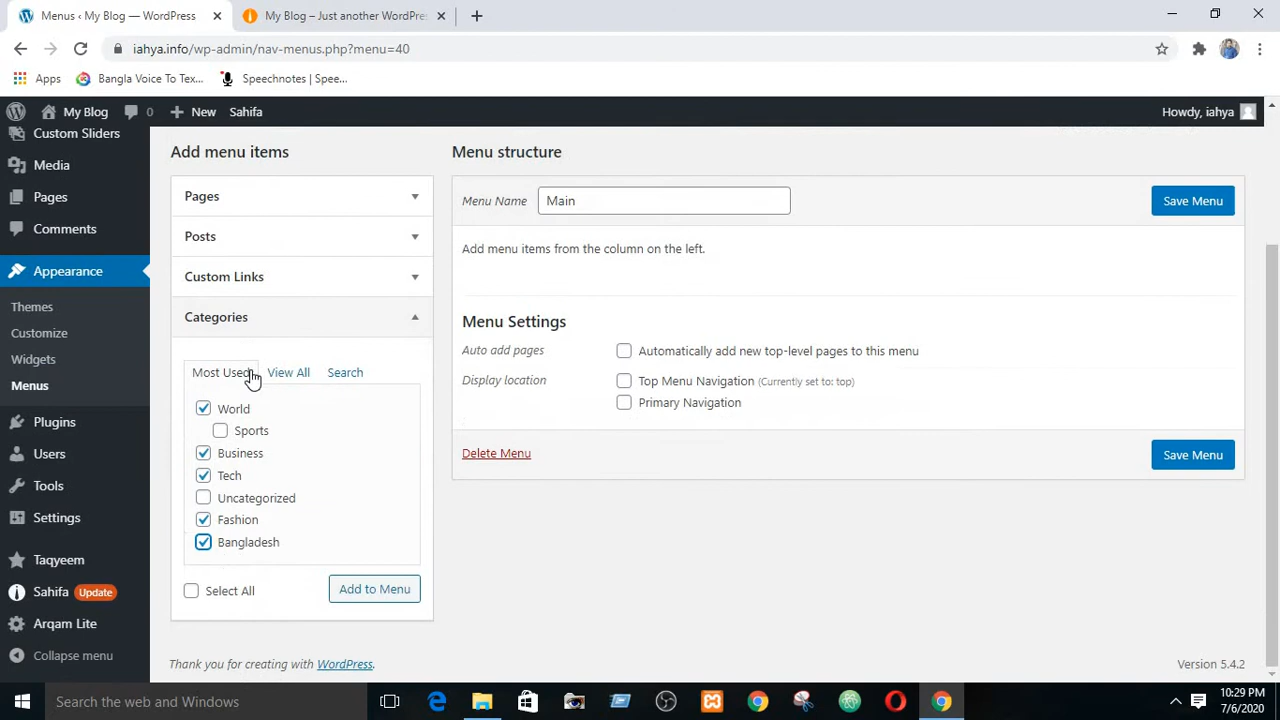 Menus ‹ My Blog — WordPress
My Blog – Just another WordPres
iahya.info/wp-admin/nav-menus.php?menu=40
Apps
Bangla Voice To Tex...
Speechnotes | Spee...
My Blog
0
New
Sahifa
Howdy, iahya
Custom Sliders
Media
Pages
Comments
Appearance
Themes
Customize
Widgets
Menus
Plugins
Users
Tools
Settings
Taqyeem
Sahifa Update
Arqam Lite
Collapse menu
Add menu items
Pages
Posts
Custom Links
Categories
Most Used
View All
Search
World
Sports
Business
Tech
Uncategorized
Fashion
Bangladesh
Select All
Add to Menu
Menu structure
Menu Name
Main
Save Menu
Add menu items from the column on the left.
Menu Settings
Auto add pages
Automatically add new top-level pages to this menu
Display location
Top Menu Navigation (Currently set to: top)
Primary Navigation
Delete Menu
Save Menu
Thank you for creating with WordPress.
Version 5.4.2
Search the web and Windows
10:29 PM
7/6/2020